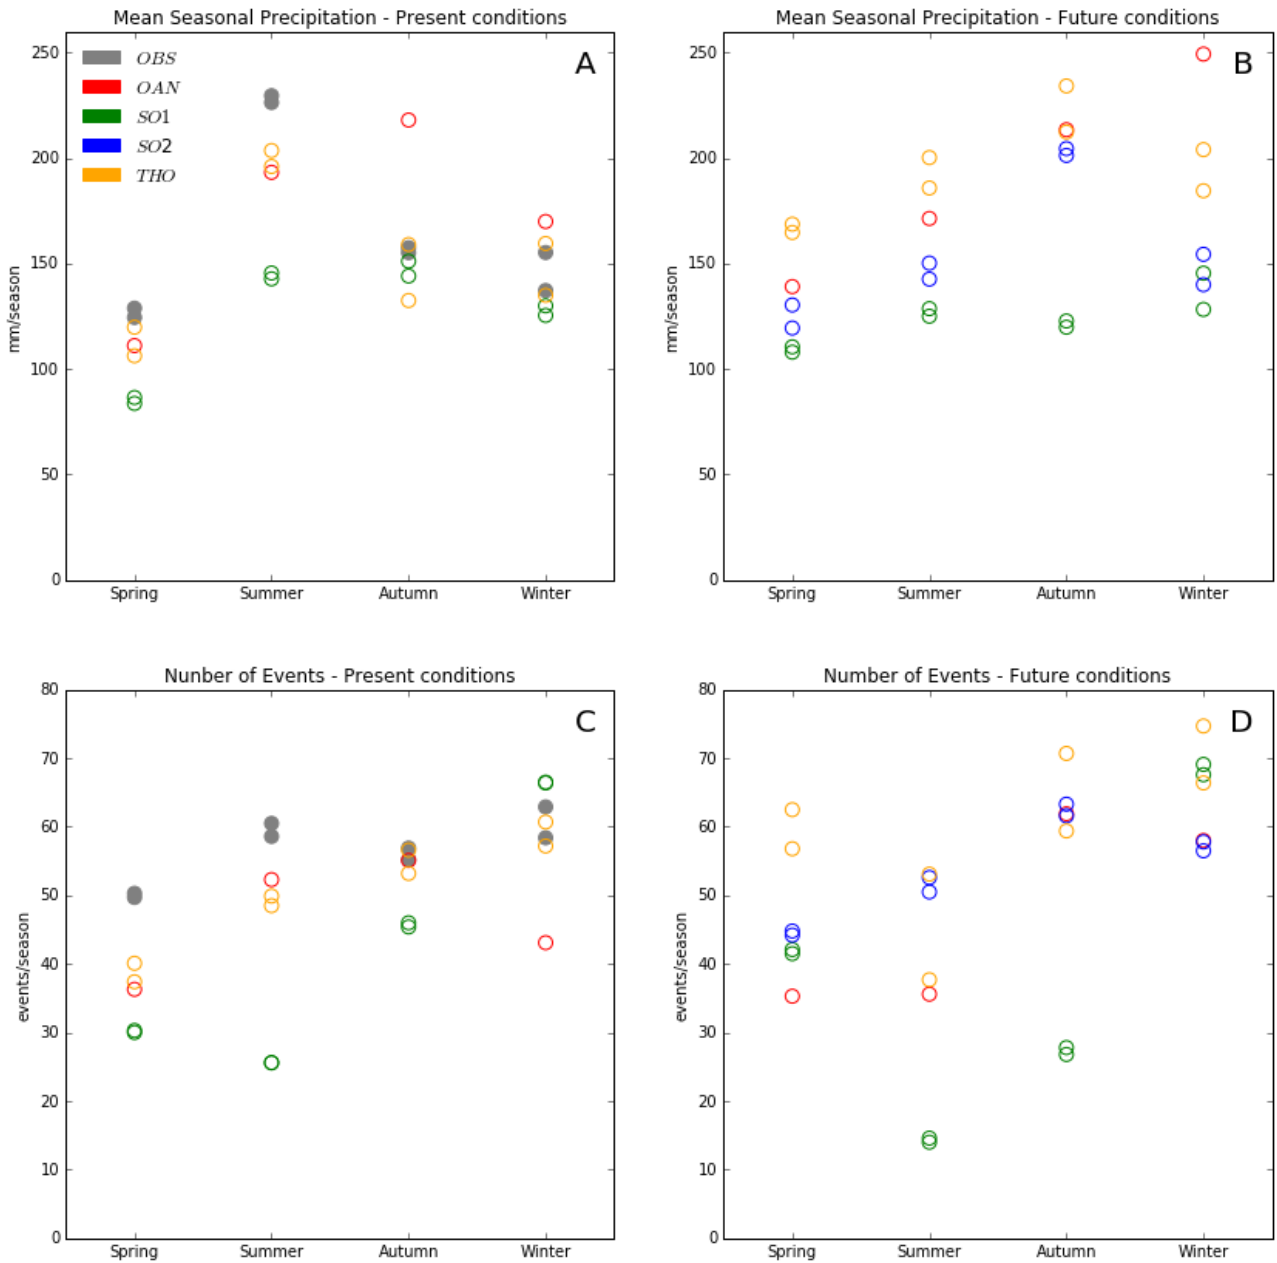 Mean Seasonal Precipitation - Present conditions
250
200
150
100
50
0
mm/season
OBS
OAN
SO1
SO2
THO
A
Spring Summer Autumn Winter
Mean Seasonal Precipitation - Future conditions
250
200
150
100
50
0
mm/season
B
Spring Summer Autumn Winter
Nunber of Events - Present conditions
80
70
60
50
40
30
20
10
0
events/season
C
Spring Summer Autumn Winter
Number of Events - Future conditions
80
70
60
50
40
30
20
10
0
events/season
D
Spring Summer Autumn Winter